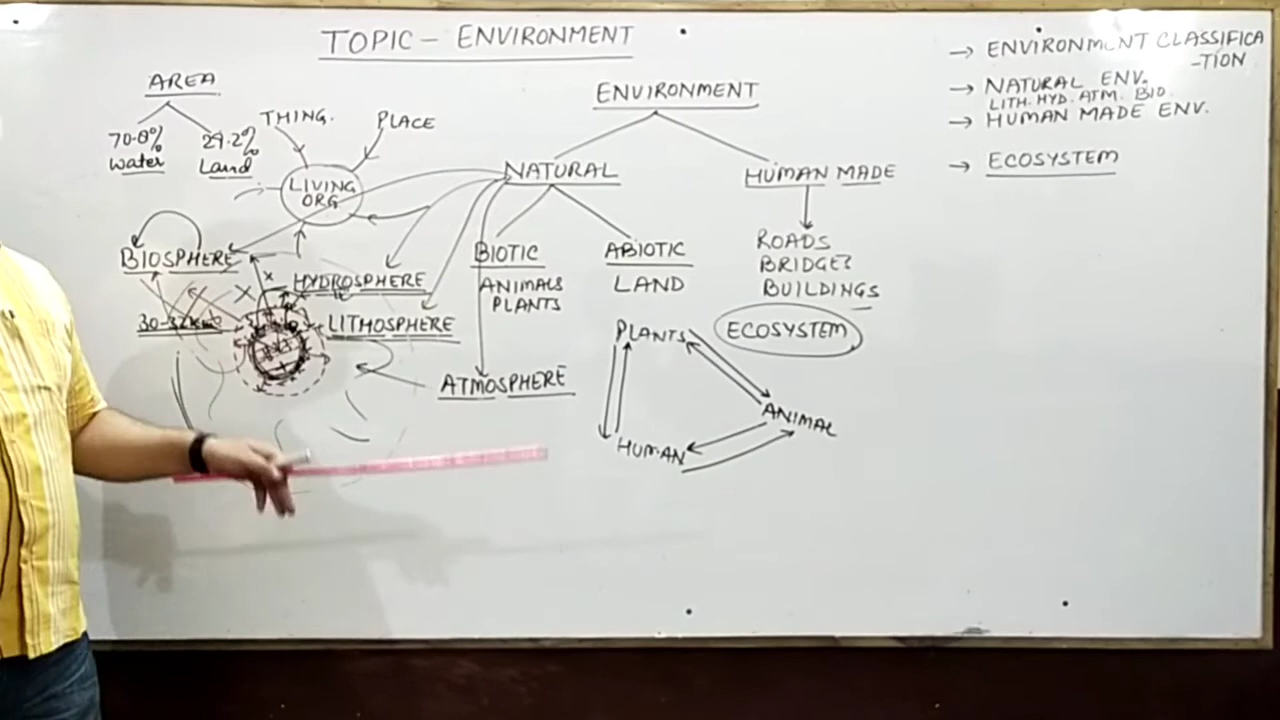 TOPIC - ENVIRONMENT
→ ENVIRONMENT CLASSIFICA
-TION
→ NATURAL ENV.
LITH. HYD. ATM. BIO.
→ HUMAN MADE ENV.
→ ECOSYSTEM
AREA
70.8% 29.2%
Water Land
THING. PLACE
LIVING
ORG
ENVIRONMENT
NATURAL HUMAN MADE
BIOSPHERE
HYDROSPHERE
30-32km
LITHOSPHERE
ATMOSPHERE
BIOTIC ABIOTIC
ANIMALS LAND
PLANTS
ROADS
BRIDGES
BUILDINGS
ECOSYSTEM
PLANTS
ANIMAL
HUMAN